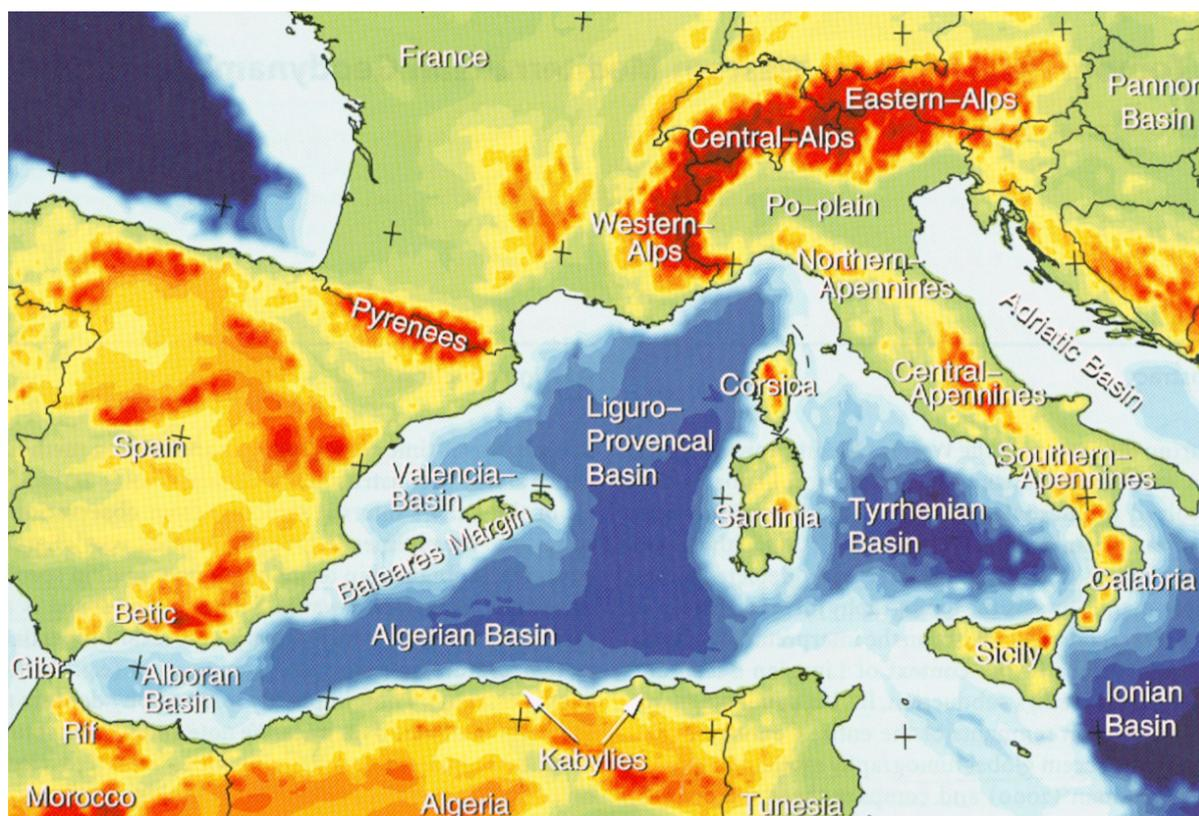 France
Pannor
Basin
Eastern–Alps
Central–Alps
Po–plain
Western–
Alps
Northern–
Apennines
Pyrenees
Adriatic Basin
Corsica
Central–
Apennines
Liguro–
Provencal
Basin
Spain
Valencia–
Basin
Southern–
Apennines
Sardinia
Tyrrhenian
Basin
Baleares Margin
Calabria
Betic
Algerian Basin
Sicily
Gibr
Alboran
Basin
Ionian
Basin
Rif
Kabylies
Morocco
Algeria
Tunesia